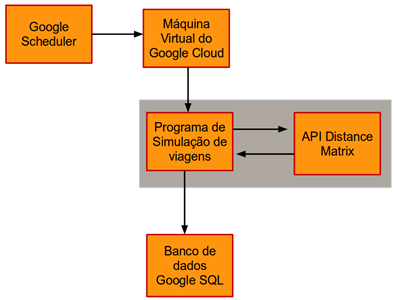 Google
Scheduler
Máquina
Virtual do
Google Cloud
Programa de
Simulação de
viagens
API Distance
Matrix
Banco de
dados
Google SQL